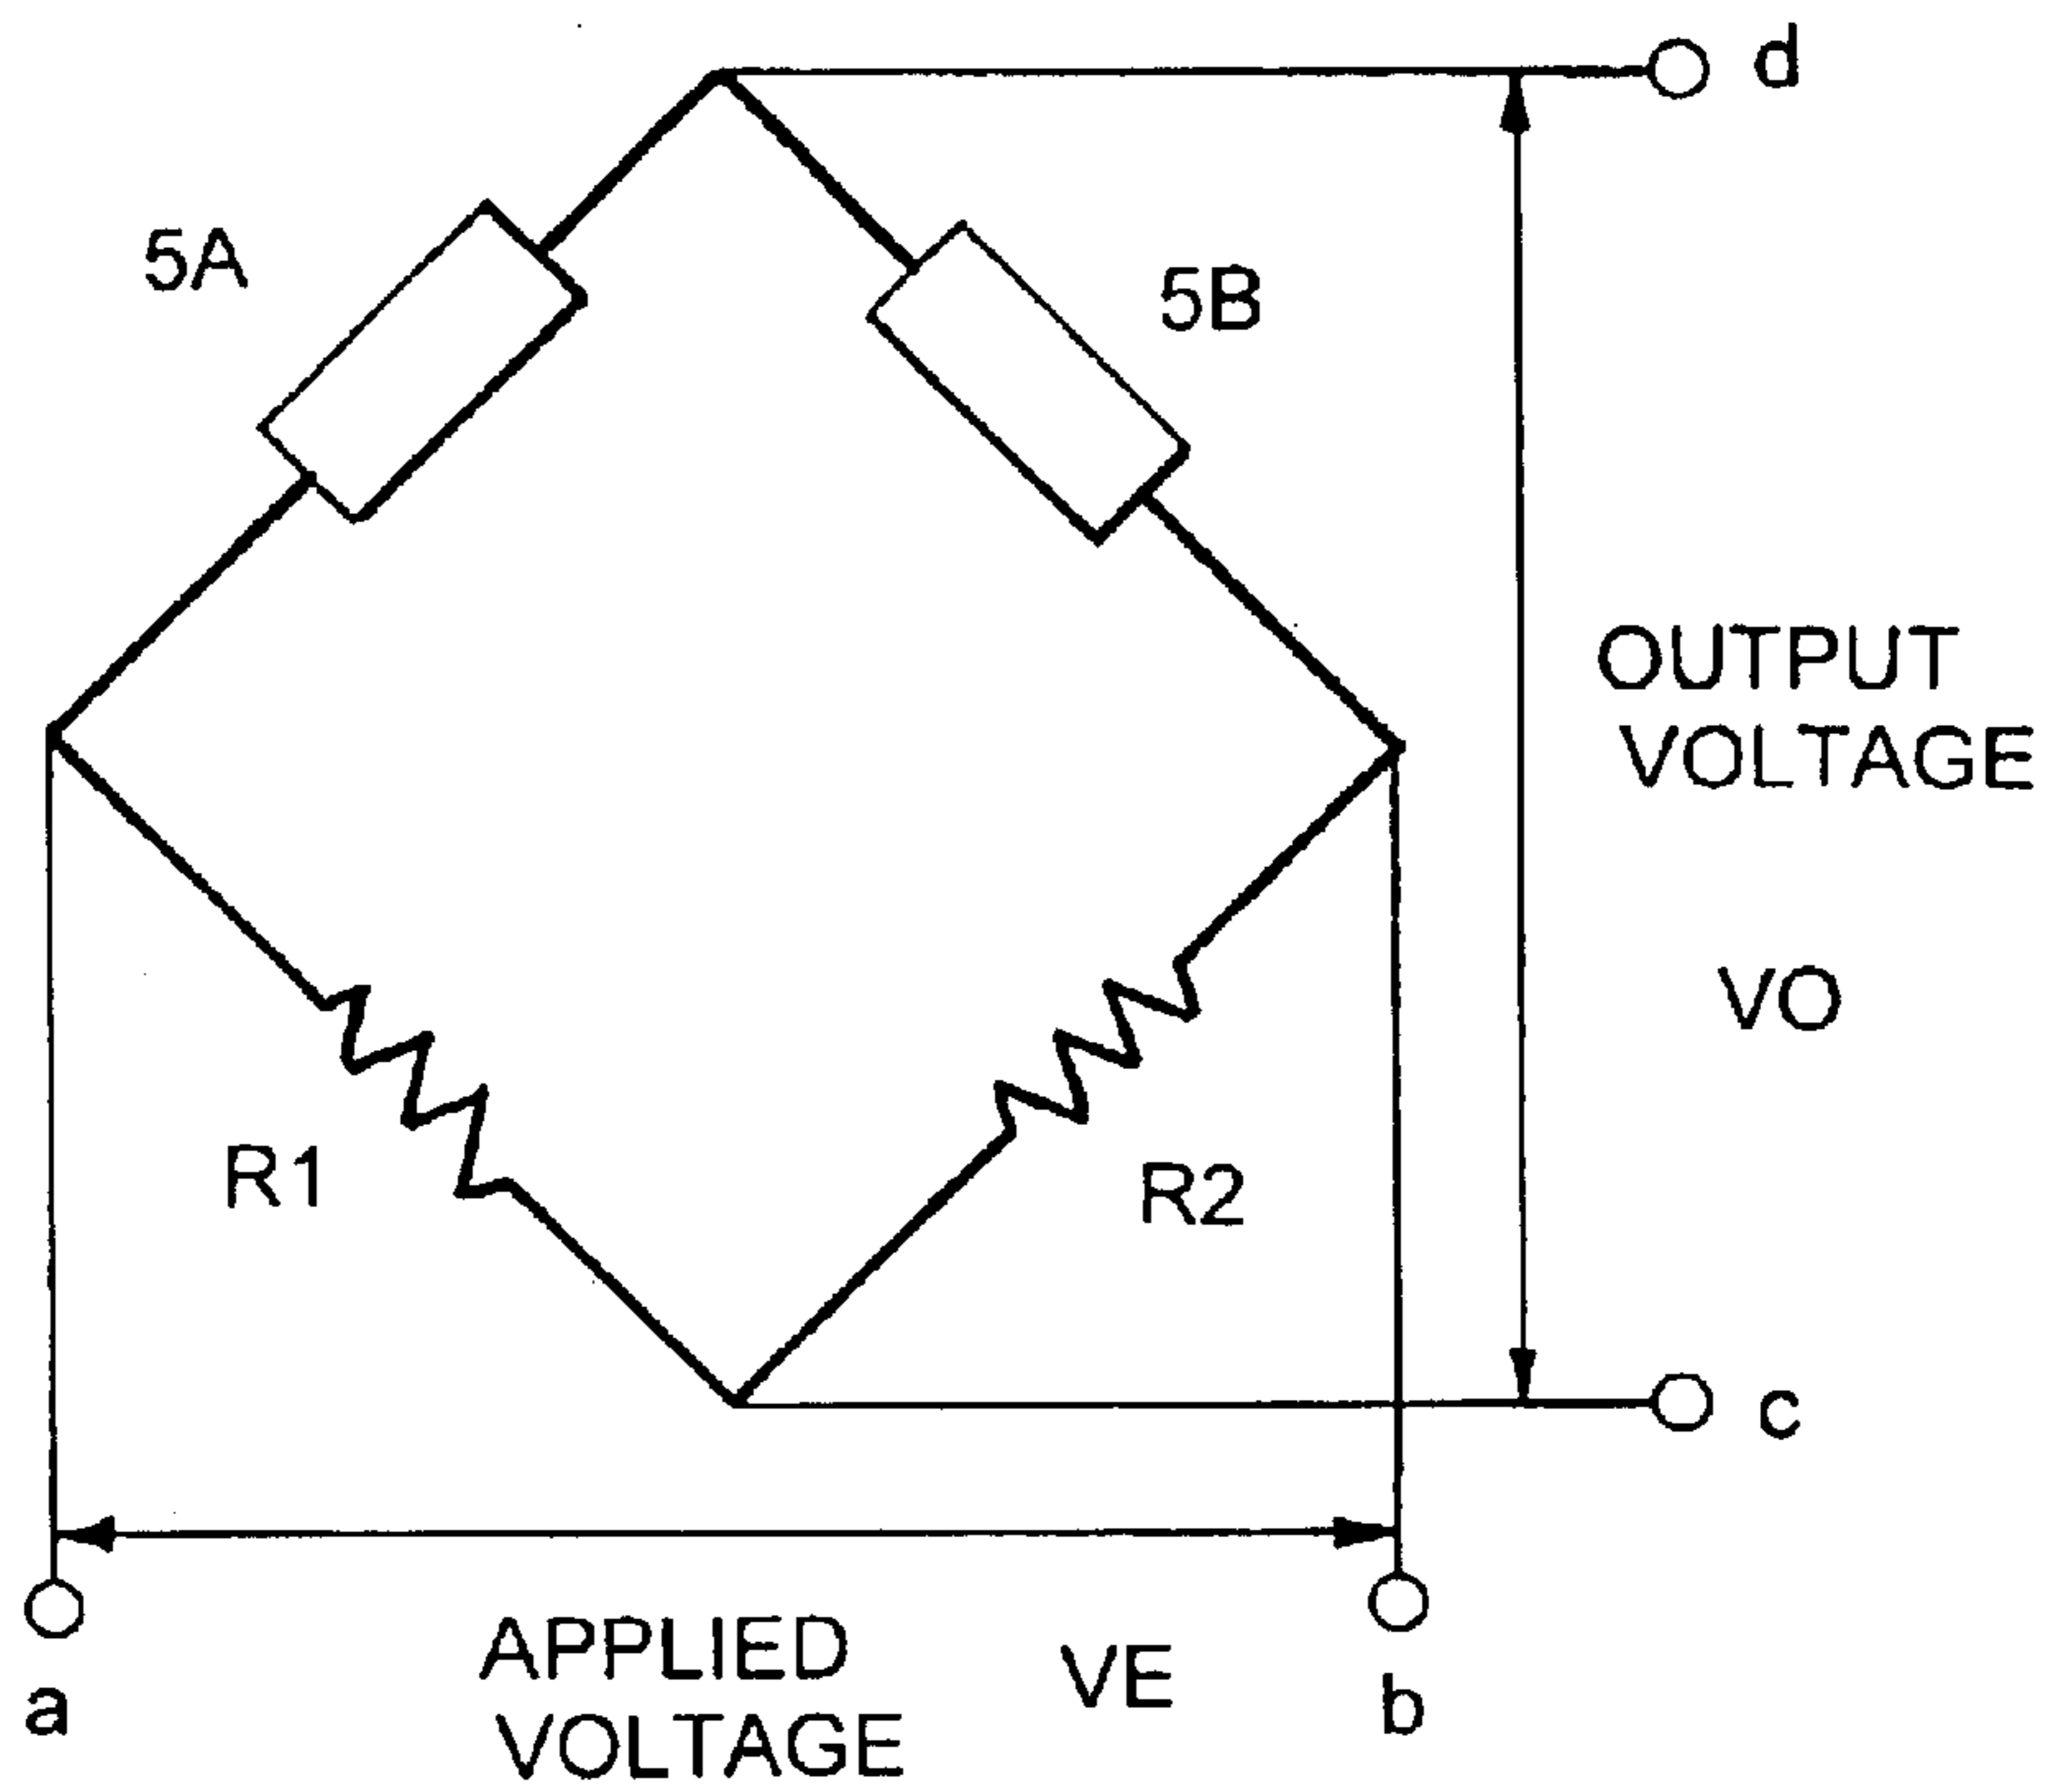 d
5A
5B
OUTPUT
VOLTAGE
VO
R1
R2
c
APPLIED
VOLTAGE
VE
a
b